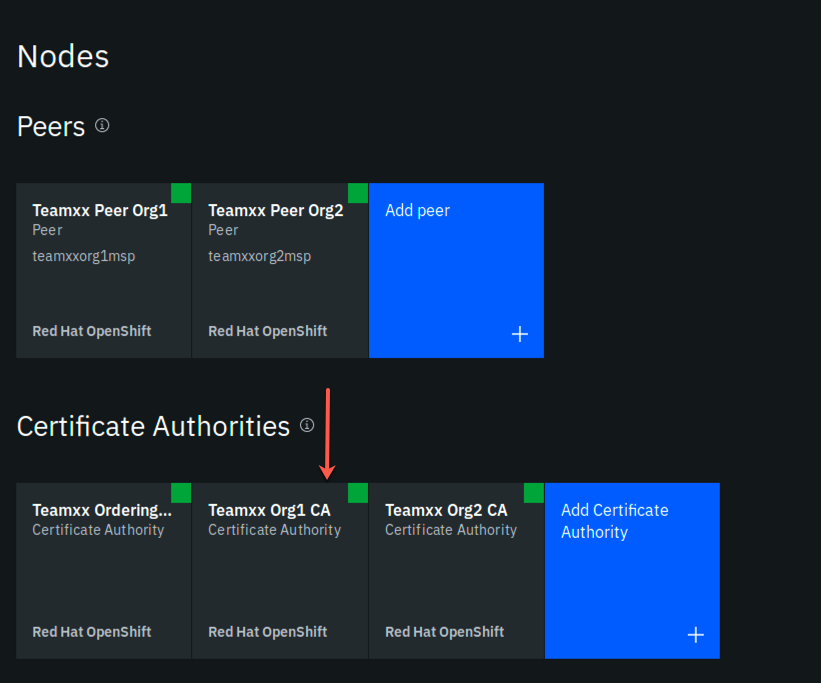 Nodes
Peers
Teamxx Peer Org1
Peer
teamxxorg1msp
Red Hat OpenShift
Teamxx Peer Org2
Peer
teamxxorg2msp
Red Hat OpenShift
Add peer
Certificate Authorities
Teamxx Ordering...
Certificate Authority
Red Hat OpenShift
Teamxx Org1 CA
Certificate Authority
Red Hat OpenShift
Teamxx Org2 CA
Certificate Authority
Red Hat OpenShift
Add Certificate
Authority